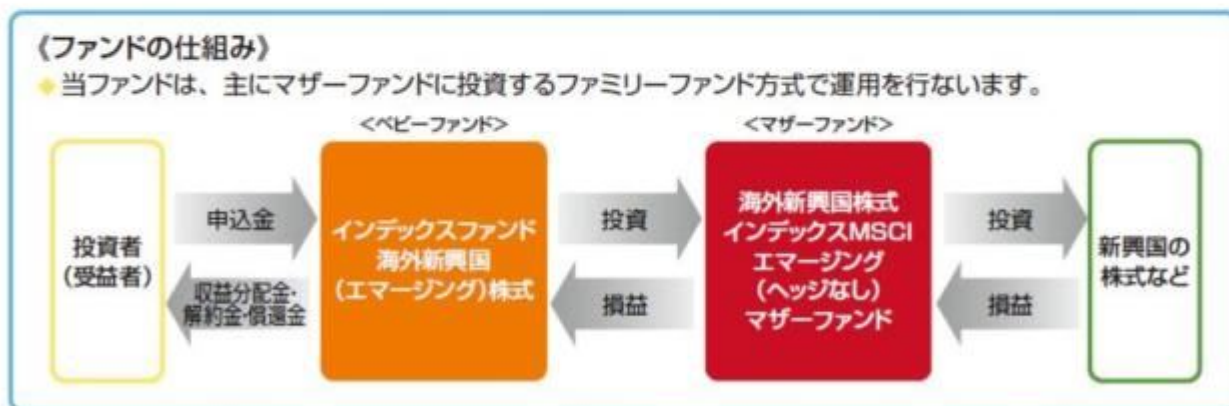 《ファンドの仕組み》
◆当ファンドは、主にマザーファンドに投資するファミリーファンド方式で運用を行ないます。
<ベビーファンド>
<マザーファンド>
投資者
(受益者)
申込金
収益分配金・
解約金・償還金
インデックスファンド
海外新興国
(エマージング)株式
投資
損益
海外新興国株式
インデックスMSCI
エマージング
(ヘッジなし)
マザーファンド
投資
損益
新興国の
株式など